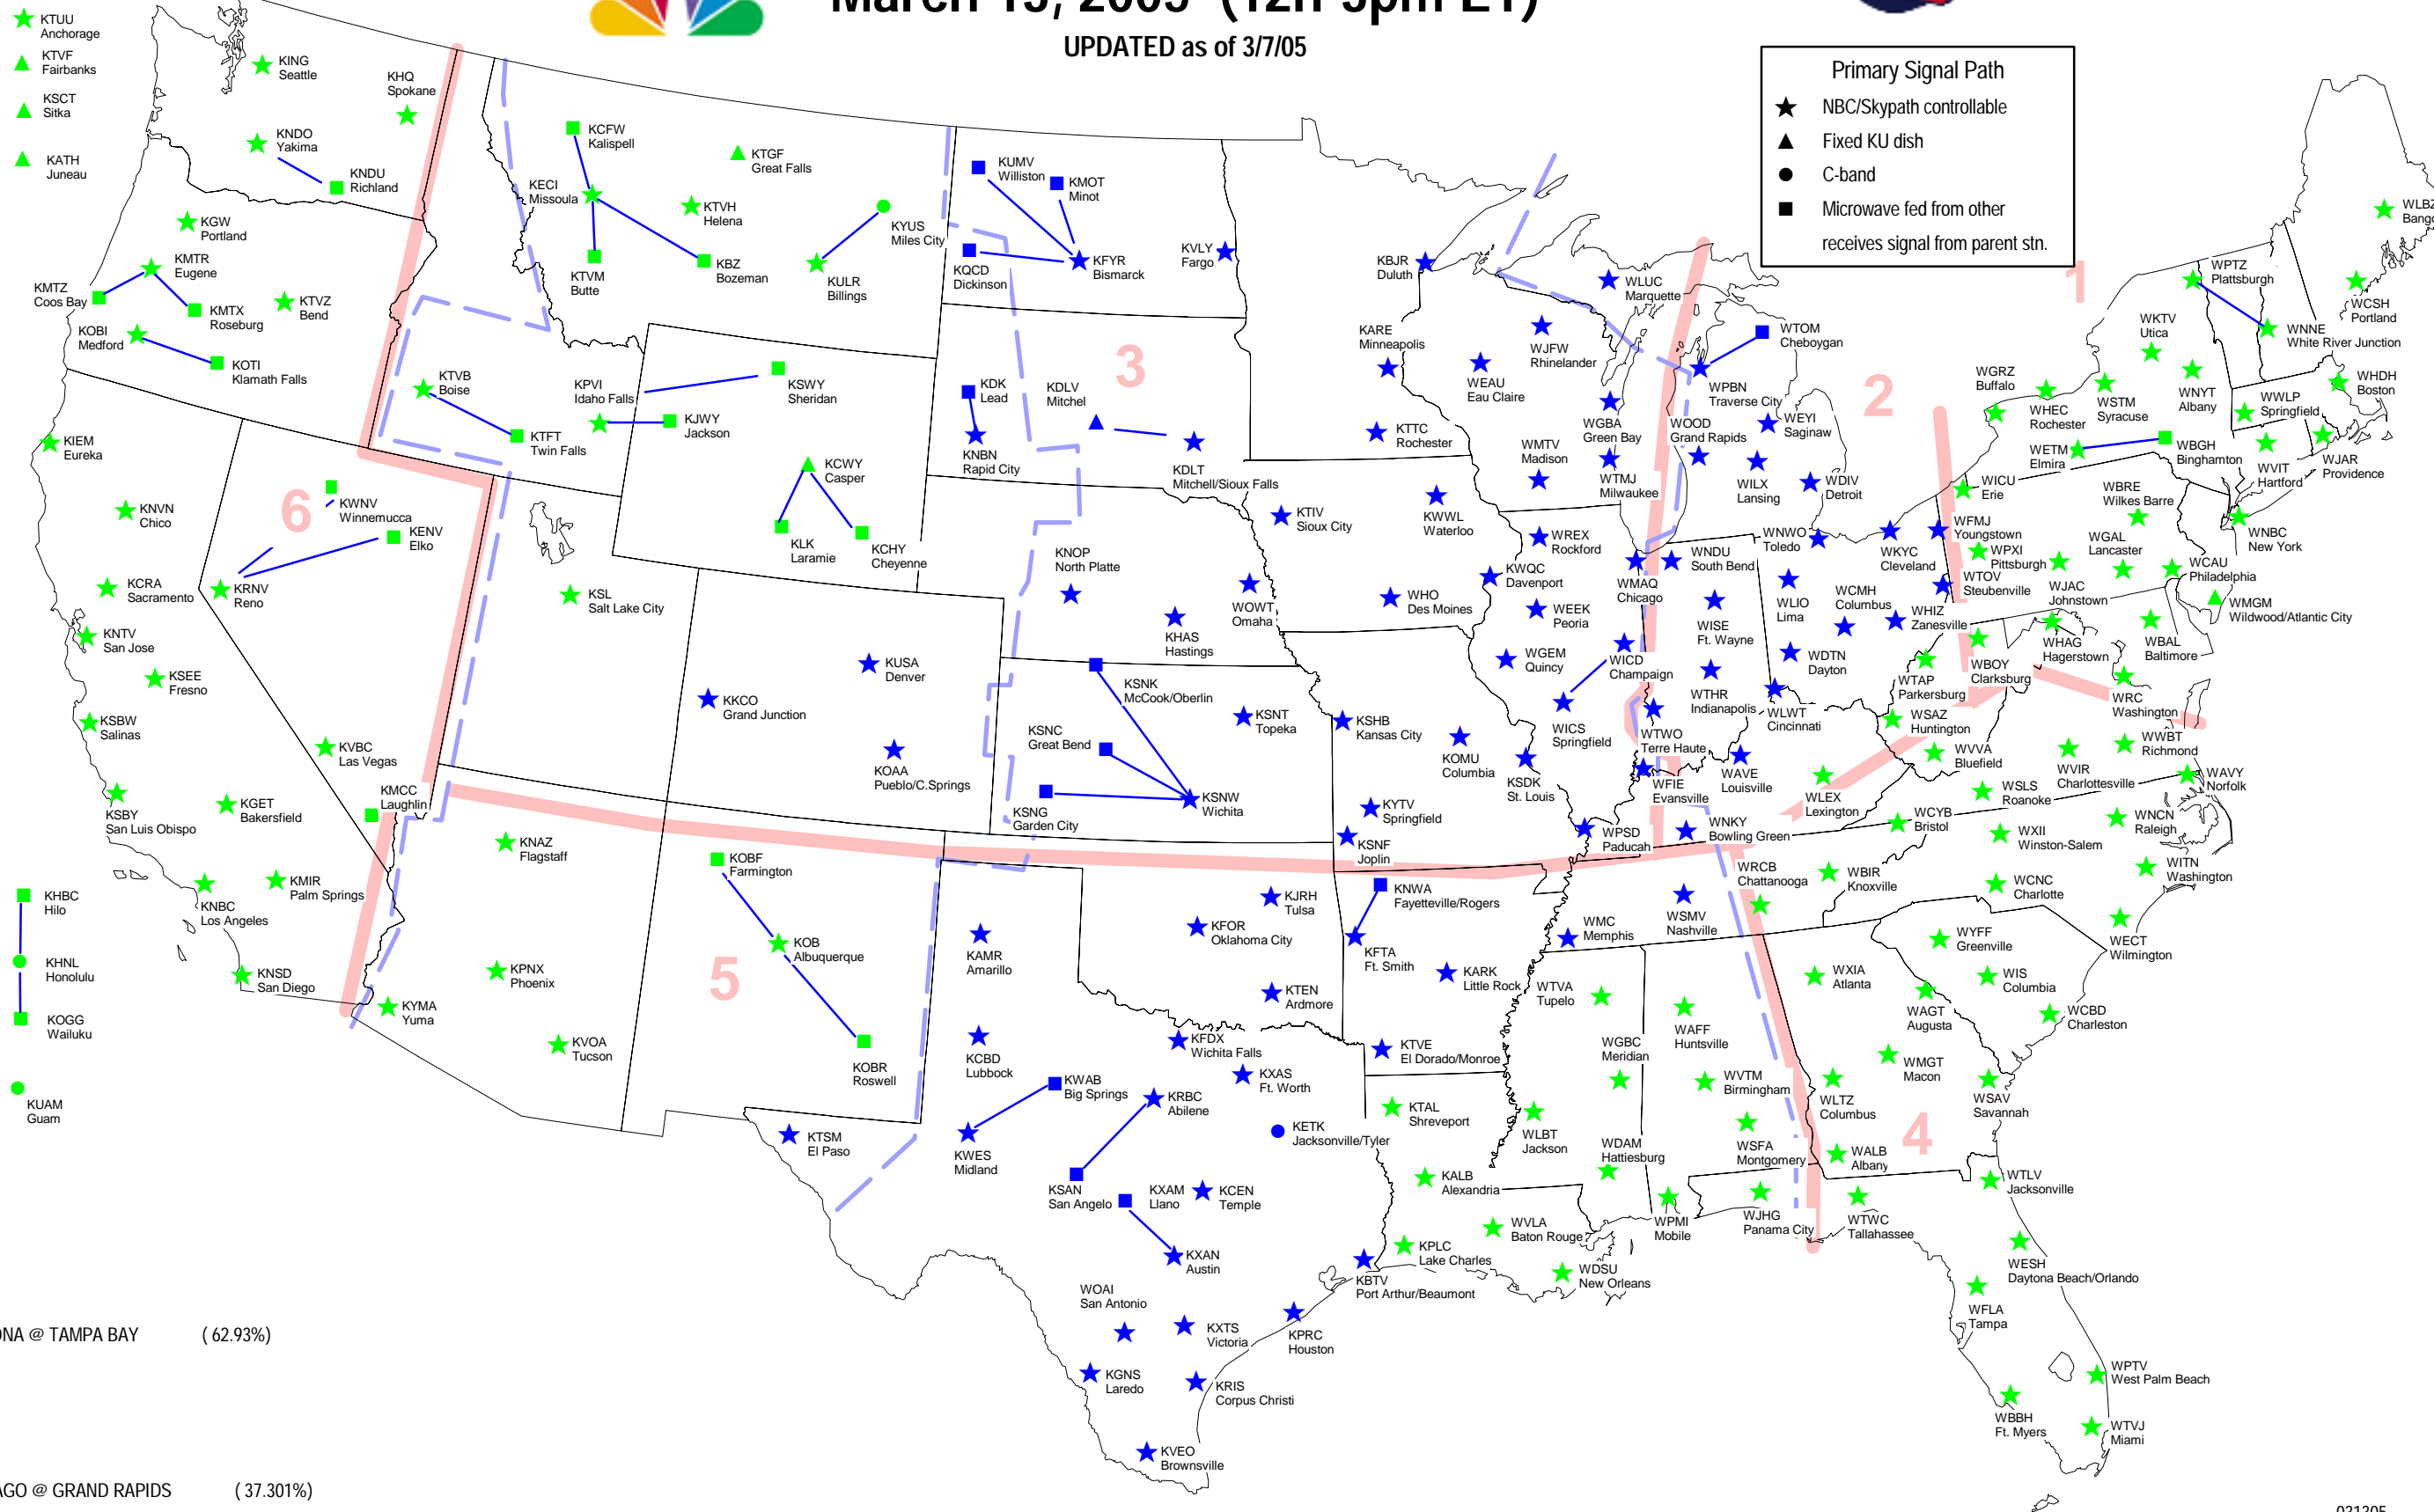 UPDATED as of 3/7/05
Primary Signal Path
NBC/Skypath controllable
Fixed KU dish
C-band
Microwave fed from other
receives signal from parent stn.
KTUU
Anchorage
KTVF
Fairbanks
KSCT
Sitka
KATH
Juneau
KING
Seattle
KHQ
Spokane
KNDO
Yakima
KNDU
Richland
KGW
Portland
KMTR
Eugene
KMTZ
Coos Bay
KMTX
Roseburg
KTVZ
Bend
KOBI
Medford
KOTI
Klamath Falls
KCFW
Kalispell
KTGF
Great Falls
KECI
Missoula
KTVH
Helena
KYUS
Miles City
KTVM
Butte
KBZ
Bozeman
KULR
Billings
KTVB
Boise
KTFT
Twin Falls
KPVI
Idaho Falls
KSWY
Sheridan
KJWY
Jackson
KCWY
Casper
KLK
Laramie
KCHY
Cheyenne
KUMV
Williston
KMOT
Minot
KQCD
Dickinson
KFYR
Bismarck
KVLY
Fargo
KDK
Lead
KDLV
Mitchel
3
KNBN
Rapid City
KDLT
Mitchell/Sioux Falls
KBJR
Duluth
KARE
Minneapolis
KTTC
Rochester
WLUC
Marquette
WJFW
Rhinelander
WEAU
Eau Claire
WGBA
Green Bay
WMTV
Madison
WTMJ
Milwaukee
WTOM
Cheboygan
WPBN
Traverse City
WOOD
Grand Rapids
WEYI
Saginaw
WILX
Lansing
WDIV
Detroit
2
1
WPTZ
Plattsburgh
WLBZ
WCSH
Portland
WNNE
White River Junction
WKTV
Utica
WGRZ
Buffalo
WHEC
Rochester
WSTM
Syracuse
WNYT
Albany
WWLP
Springfield
WHDH
Boston
WETM
Elmira
WBGH
Binghamton
WVIT
Hartford
WJAR
Providence
WICU
Erie
WBRE
Wilkes Barre
WNBC
New York
WFMJ
Youngstown
WPXI
Pittsburgh
WGAL
Lancaster
WCAU
Philadelphia
WJAC
Johnstown
WMGM
Wildwood/Atlantic City
WTOV
Steubenville
WHAG
Hagerstown
WBAL
Baltimore
WBOY
Clarksburg
WTAP
Parkersburg
WRC
Washington
WSAZ
Huntington
WVVA
Bluefield
WVIR
Charlottesville
WWBT
Richmond
WAVY
Norfolk
WSLS
Roanoke
KIEM
Eureka
KNVN
Chico
6
KWNV
Winnemucca
KENV
Elko
KRNV
Reno
KCRA
Sacramento
KNTV
San Jose
KSEE
Fresno
KSBW
Salinas
KVBC
Las Vegas
KSBY
San Luis Obispo
KGET
Bakersfield
KMCC
Laughlin
KMIR
Palm Springs
KNBC
Los Angeles
KNSD
San Diego
KHBC
Hilo
KHNL
Honolulu
KOGG
Wailuku
KUAM
Guam
KSL
Salt Lake City
KUSA
Denver
KKCO
Grand Junction
KOAA
Pueblo/C.Springs
KNAZ
Flagstaff
KPNX
Phoenix
KYMA
Yuma
KVOA
Tucson
KOBF
Farmington
KOB
Albuquerque
5
KOBR
Roswell
KTIV
Sioux City
KNOP
North Platte
WOWT
Omaha
KHAS
Hastings
KSNK
McCook/Oberlin
KSNC
Great Bend
KSNT
Topeka
KSNG
Garden City
KSNW
Wichita
KWWL
Waterloo
KWQC
Davenport
WHO
Des Moines
KSHB
Kansas City
KOMU
Columbia
KSDK
St. Louis
KYTV
Springfield
KSNF
Joplin
WREX
Rockford
WMAQ
Chicago
WEEK
Peoria
WGEM
Quincy
WICD
Champaign
WICS
Springfield
WNDU
South Bend
WISE
Ft. Wayne
WTHR
Indianapolis
WTWO
Terre Haute
WFIE
Evansville
WNWO
Toledo
WKYC
Cleveland
WLIO
Lima
WCMH
Columbus
WHIZ
Zanesville
WDTN
Dayton
WLWT
Cincinnati
WAVE
Louisville
WLEX
Lexington
WPSD
Paducah
WNKY
Bowling Green
WCYB
Bristol
WXII
Winston-Salem
WNCN
Raleigh
WITN
Washington
WRCB
Chattanooga
WBIR
Knoxville
WCNC
Charlotte
WECT
Wilmington
WMC
Memphis
WSMV
Nashville
WYFF
Greenville
WIS
Columbia
WCBD
Charleston
WXIA
Atlanta
WAGT
Augusta
WMGT
Macon
WSAV
Savannah
WLTZ
Columbus
WALB
Albany
4
KNWA
Fayetteville/Rogers
KFTA
Ft. Smith
KARK
Little Rock
KTVE
El Dorado/Monroe
KJRH
Tulsa
KFOR
Oklahoma City
KTEN
Ardmore
KAMR
Amarillo
KCBD
Lubbock
KFDX
Wichita Falls
KXAS
Ft. Worth
KWAB
Big Springs
KRBC
Abilene
KTSM
El Paso
KWES
Midland
KETK
Jacksonville/Tyler
KSAN
San Angelo
KXAM
Llano
KCEN
Temple
KXAN
Austin
WOAI
San Antonio
KXTS
Victoria
KPRC
Houston
KGNS
Laredo
KRIS
Corpus Christi
KVEO
Brownsville
KBTV
Port Arthur/Beaumont
KTAL
Shreveport
KALB
Alexandria
KPLC
Lake Charles
WVLA
Baton Rouge
WDSU
New Orleans
WTVA
Tupelo
WGBC
Meridian
WLBT
Jackson
WDAM
Hattiesburg
WAFF
Huntsville
WVTM
Birmingham
WSFA
Montgomery
WPMI
Mobile
WJHG
Panama City
WTWC
Tallahassee
WTLV
Jacksonville
WESH
Daytona Beach/Orlando
WFLA
Tampa
WPTV
West Palm Beach
WBBH
Ft. Myers
WTVJ
Miami
@ TAMPA BAY (62.93%)
@ GRAND RAPIDS (37.301%)